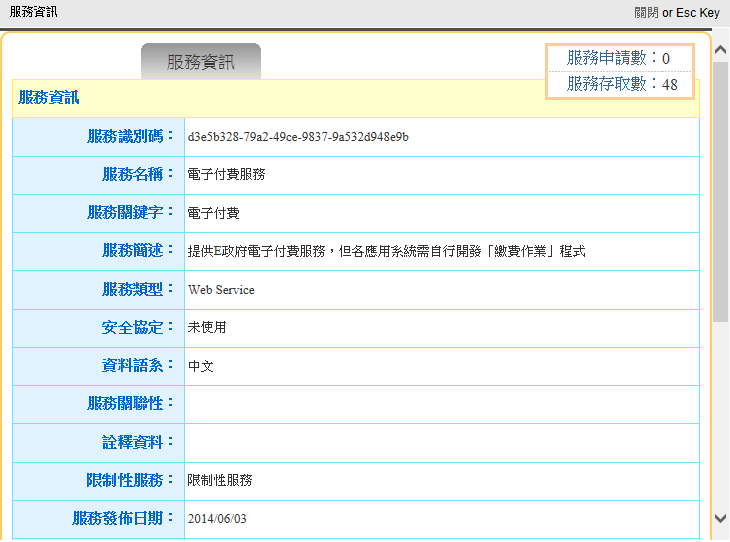 服務資訊
關閉 or Esc Key
服務資訊
服務申請數：0
服務存取數：48
服務資訊
服務識別碼： d3e5b328-79a2-49ce-9837-9a532d948e9b
服務名稱： 電子付費服務
服務關鍵字： 電子付費
服務簡述： 提供E政府電子付費服務，但各應用系統需自行開發「繳費作業」程式
服務類型： Web Service
安全協定： 未使用
資料語系： 中文
服務關聯性：
詮釋資料：
限制性服務： 限制性服務
服務發佈日期： 2014/06/03